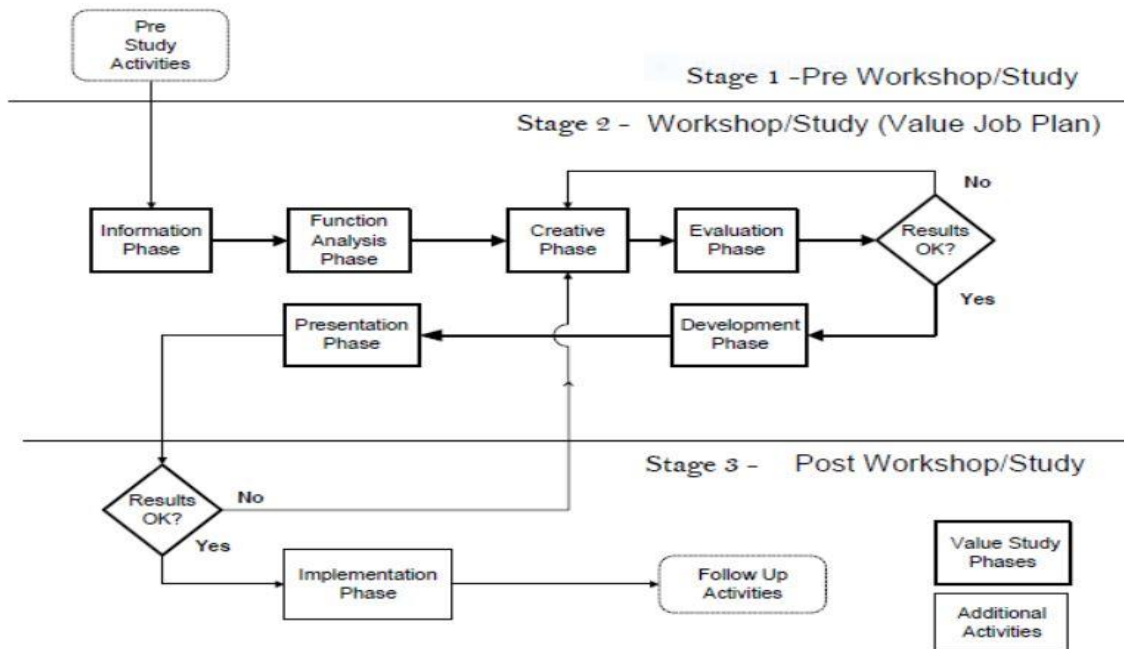 Pre
Study
Activities
Stage 1 -Pre Workshop/Study
Stage 2 - Workshop/Study (Value Job Plan)
No
Information
Phase
Function
Analysis
Phase
Creative
Phase
Evaluation
Phase
Results
OK?
Yes
Presentation
Phase
Development
Phase
Stage 3 - Post Workshop/Study
Results
OK?
No
Yes
Implementation
Phase
Follow Up
Activities
Value Study
Phases
Additional
Activities